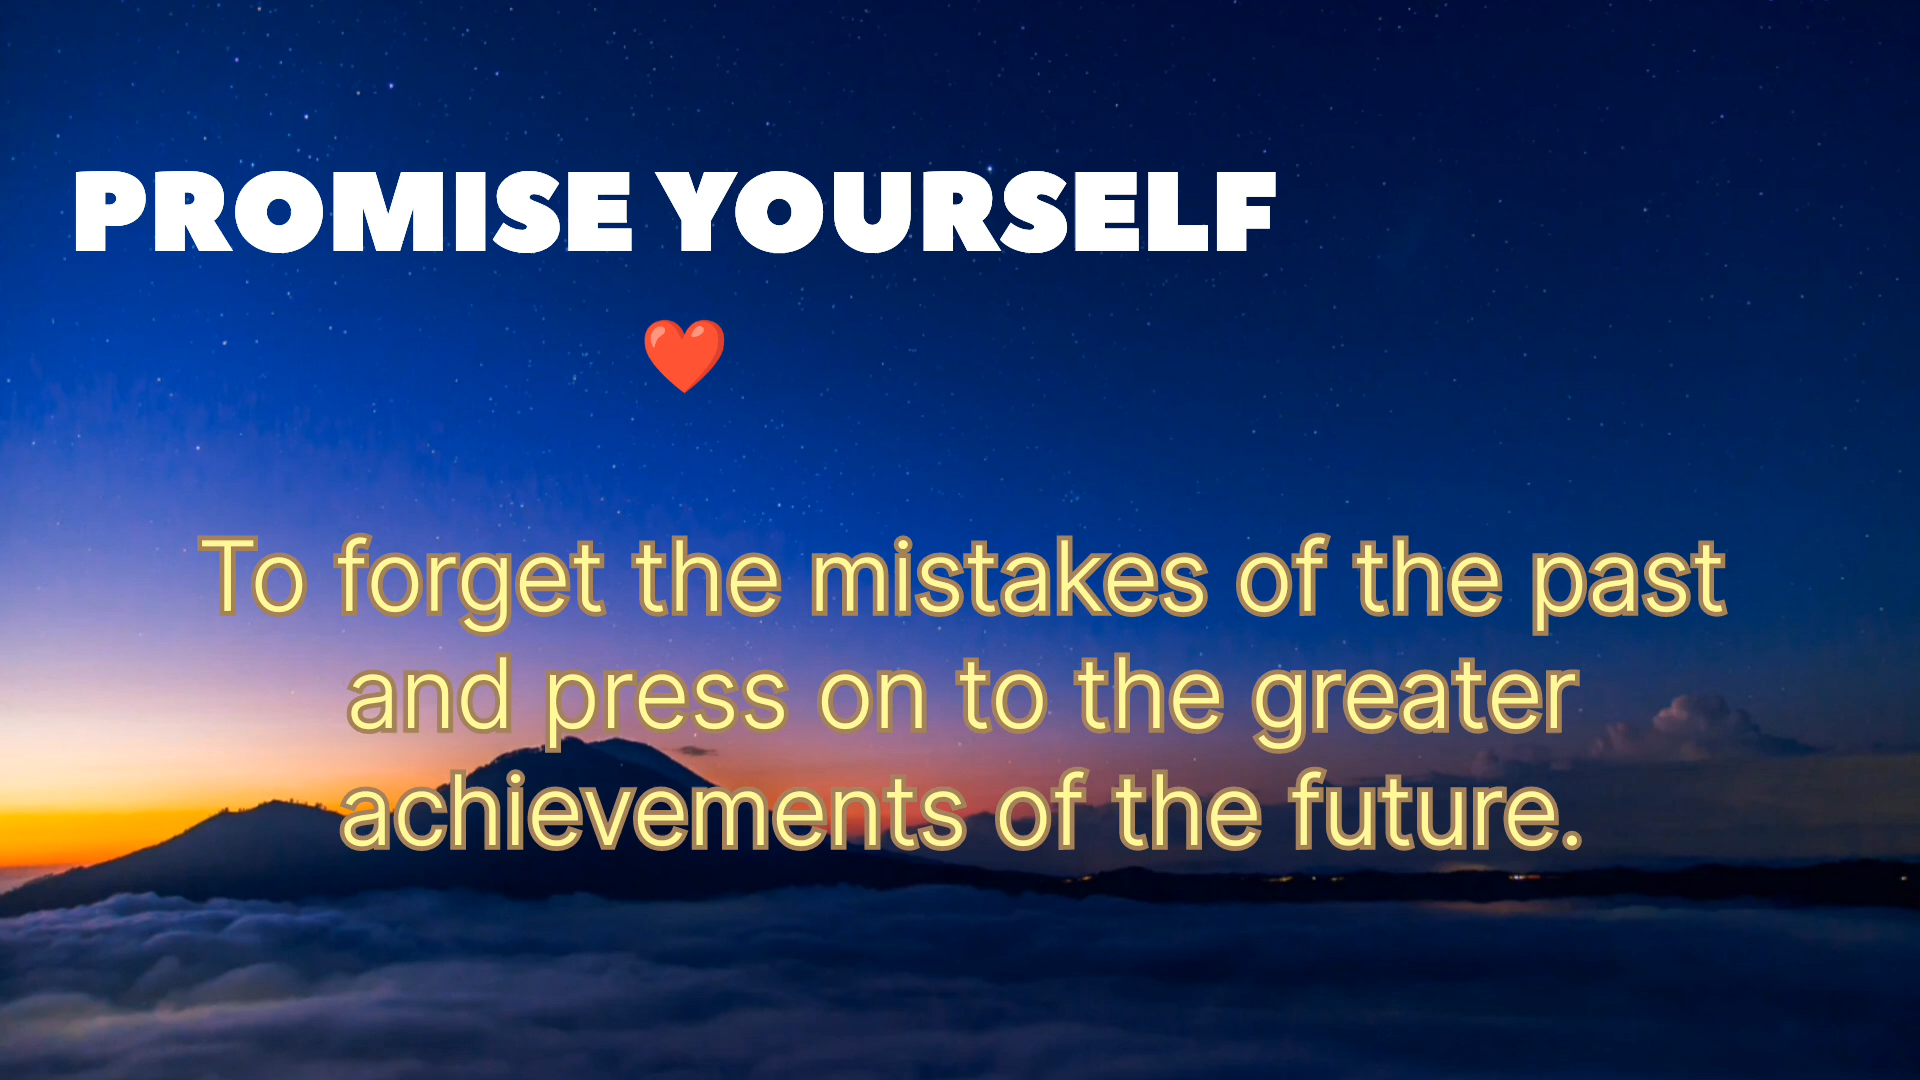 PROMISE YOURSELF
❤️
To forget the mistakes of the past
and press on to the greater
achievements of the future.